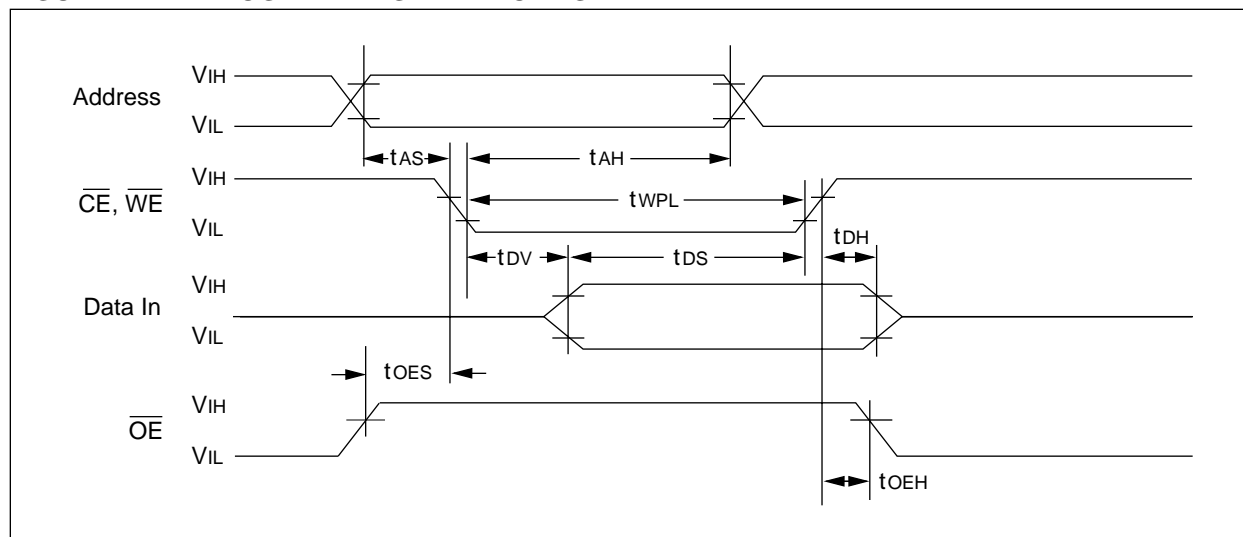 Address
VIH
VIL
tAS
tAH
CE, WE
VIH
VIL
tWPL
tDV
tDS
tDH
Data In
VIH
VIL
tOES
OE
VIH
VIL
tOEH